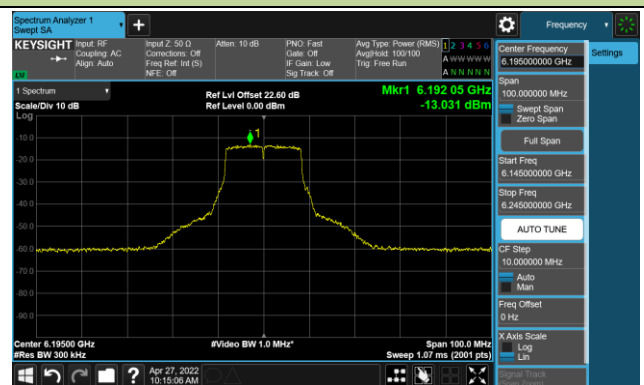 Spectrum Analyzer 1
Swept SA
Frequency
KEYSIGHT
Input: RF
Coupling: AC
Align: Auto
Input Z: 50 Ω
Corrections: Off
Freq Ref: Int (S)
NFE: Off
Atten: 10 dB
PNO: Fast
Gate: Off
IF Gain: Low
Sig Track: Off
Avg Type: Power (RMS)
Avg|Hold: 100/100
Trig: Free Run
1 2 3 4 5 6
A W W W W W
A N N N N N
LW
1 Spectrum
Scale/Div 10 dB
Log
Ref Lvl Offset 22.60 dB
Ref Level 0.00 dBm
Mkr1 6.192 05 GHz
-13.031 dBm
1
-10.0
-20.0
-30.0
-40.0
-50.0
-60.0
-70.0
-80.0
-90.0
Center 6.19500 GHz
#Res BW 300 kHz
#Video BW 1.0 MHz*
Span 100.0 MHz
Sweep 1.07 ms (2001 pts)
Apr 27, 2022
10:15:06 AM
Settings
Center Frequency
6.195000000 GHz
Span
100.000000 MHz
Swept Span
Zero Span
Full Span
Start Freq
6.145000000 GHz
Stop Freq
6.245000000 GHz
AUTO TUNE
CF Step
10.000000 MHz
Auto
Man
Freq Offset
0 Hz
X Axis Scale
Log
Lin
Signal Track